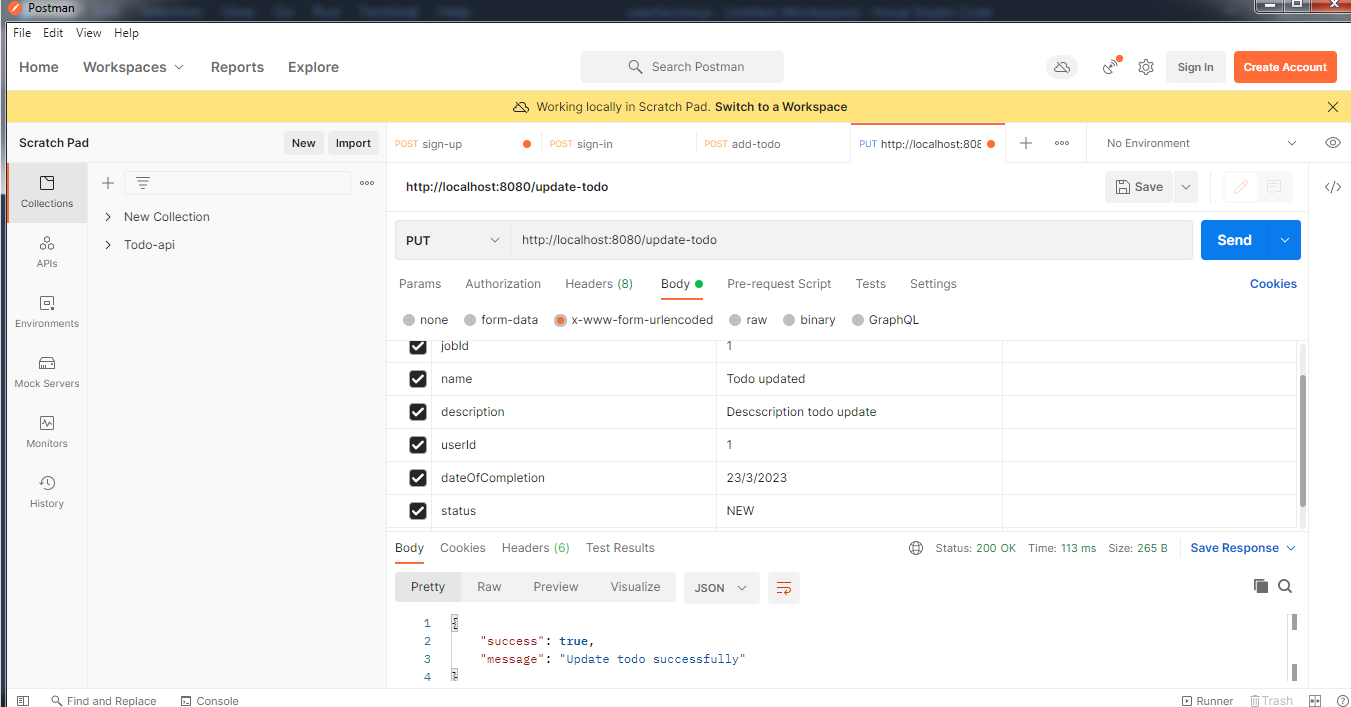 Postman
File Edit View Help
Home Workspaces Reports Explore Search Postman Sign In Create Account
Working locally in Scratch Pad. Switch to a Workspace
Scratch Pad New Import POST sign-up POST sign-in POST add-todo PUT http://localhost:808 No Environment
http://localhost:8080/update-todo Save
Collections
New Collection
Todo-api
APIs
Environments
Mock Servers
Monitors
History
PUT http://localhost:8080/update-todo Send
Params Authorization Headers (8) Body Pre-request Script Tests Settings Cookies
none form-data x-www-form-urlencoded raw binary GraphQL
jobId 1
name Todo updated
description Descscription todo update
userId 1
dateOfCompletion 23/3/2023
status NEW
Body Cookies Headers (6) Test Results Status: 200 OK Time: 113 ms Size: 265 B Save Response
Pretty Raw Preview Visualize JSON
1 {
2 "success": true,
3 "message": "Update todo successfully"
4 }
Find and Replace Console Runner Trash